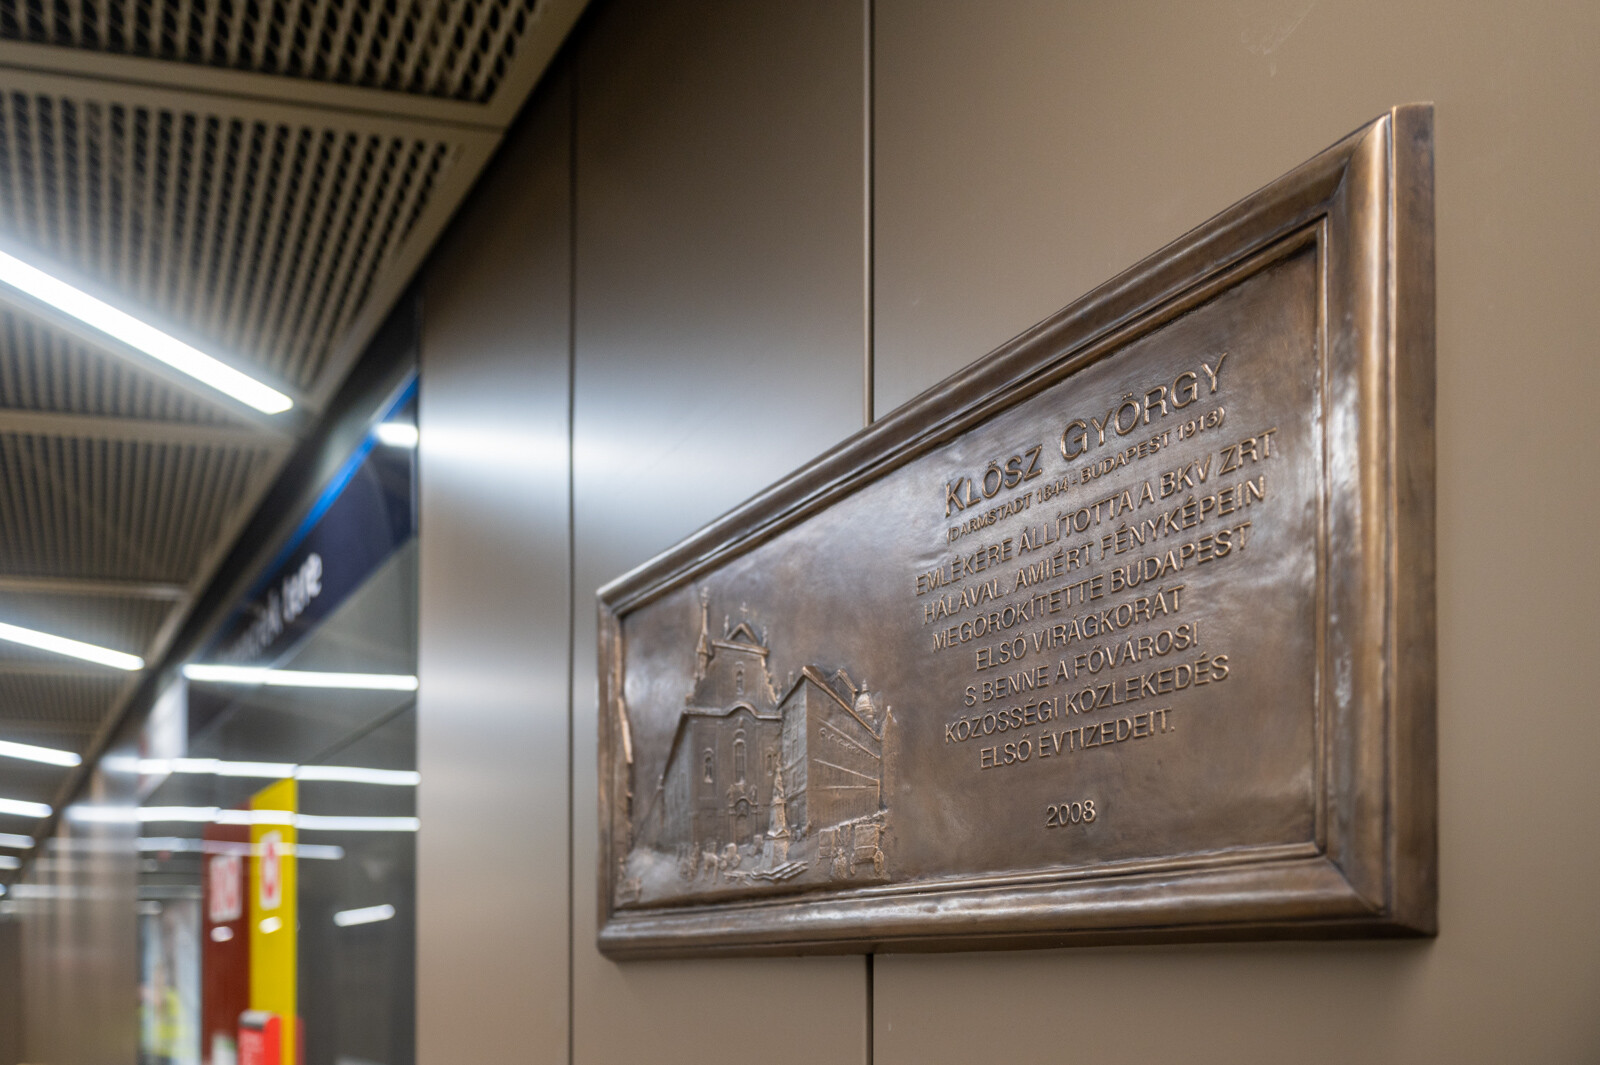 KLÖSZ GYÖRGY
(DARMSTADT 1844 - BUDAPEST 1913)
EMLÉKÉRE ÁLLÍTOTTA A BKV ZRT
HÁLÁVAL, AMIÉRT FÉNYKÉPEIN
MEGÖRÖKÍTETTE BUDAPEST
ELSŐ VIRÁGKORÁT
S BENNE A FŐVÁROSI
KÖZÖSSÉGI KÖZLEKEDÉS
ELSŐ ÉVTIZEDEIT.
2008